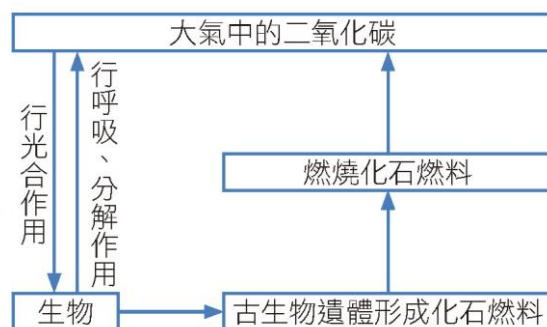 大氣中的二氧化碳
行光合作用
行呼吸、分解作用
燃燒化石燃料
生物
古生物遺體形成化石燃料